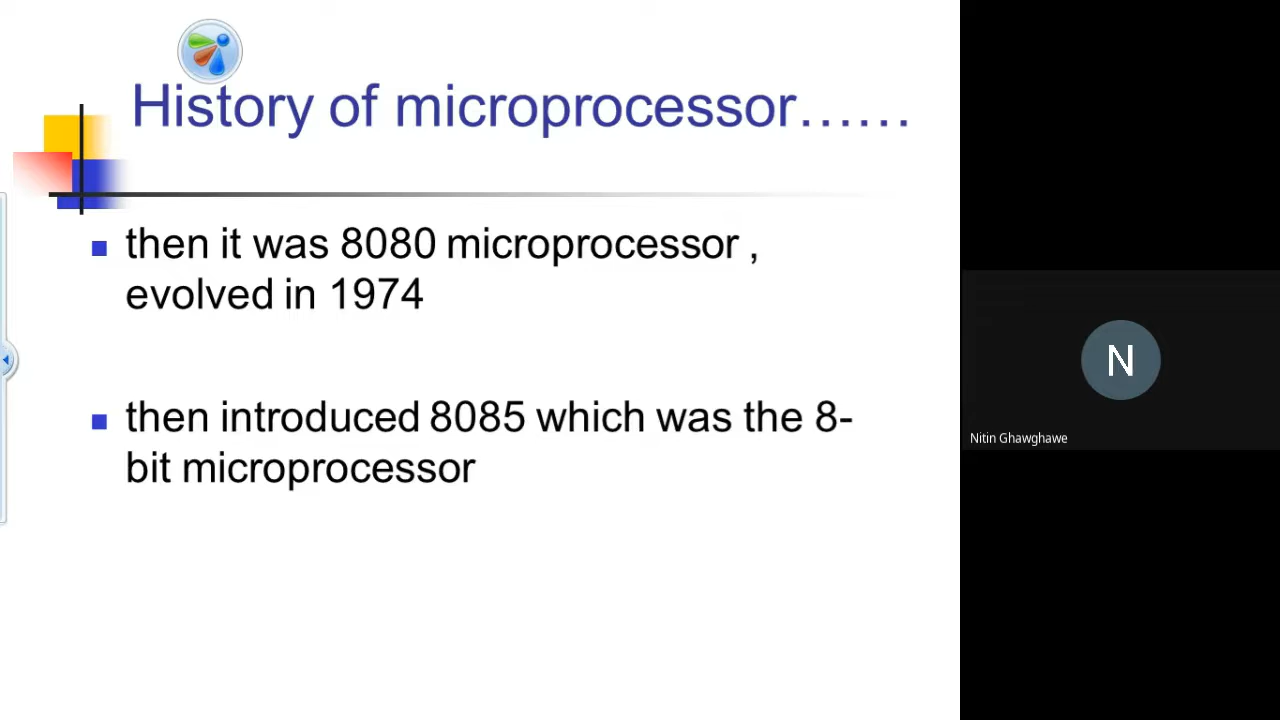 History of microprocessor……
then it was 8080 microprocessor ,
evolved in 1974
then introduced 8085 which was the 8-
bit microprocessor
N
Nitin Ghawghawe